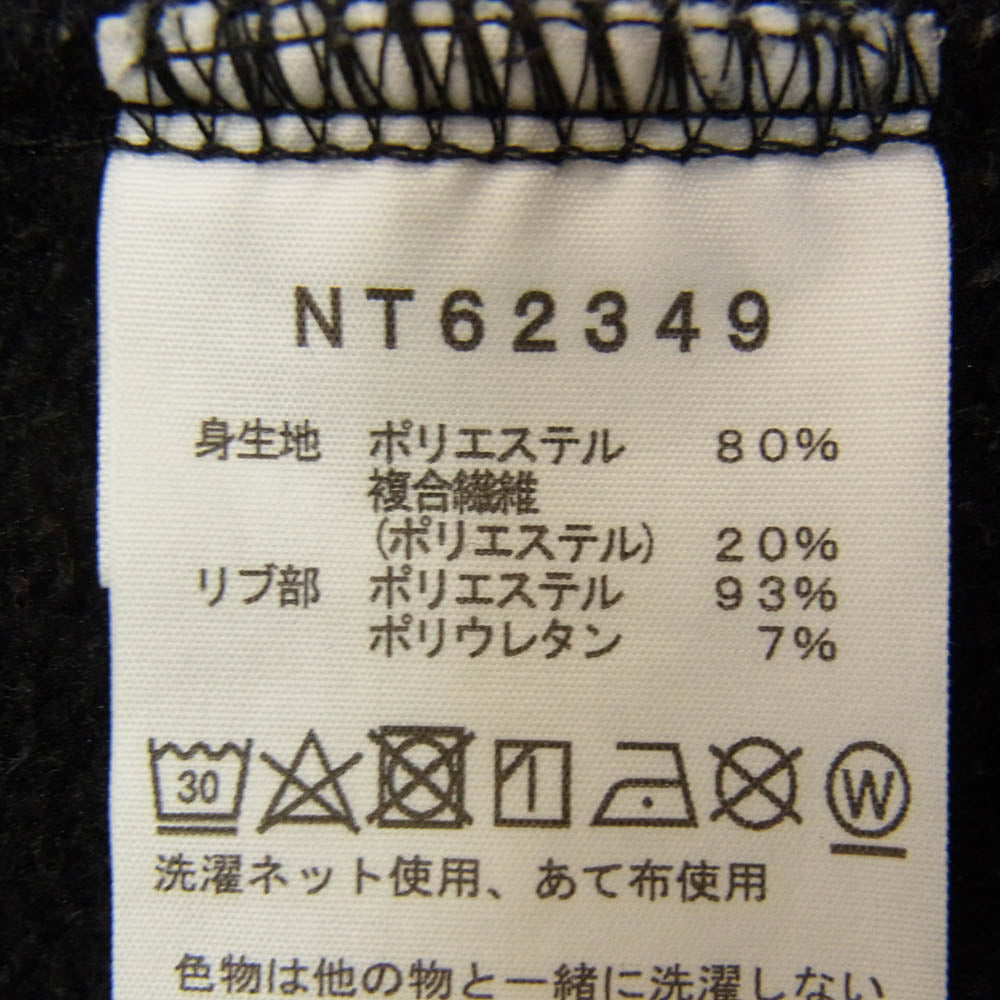 NT62349
身生地 ポリエステル 80%
複合繊維
(ポリエステル) 20%
リブ部 ポリエステル 93%
ポリウレタン 7%
30 W
洗濯ネット使用、あて布使用
色物は他の物と一緒に洗濯しない